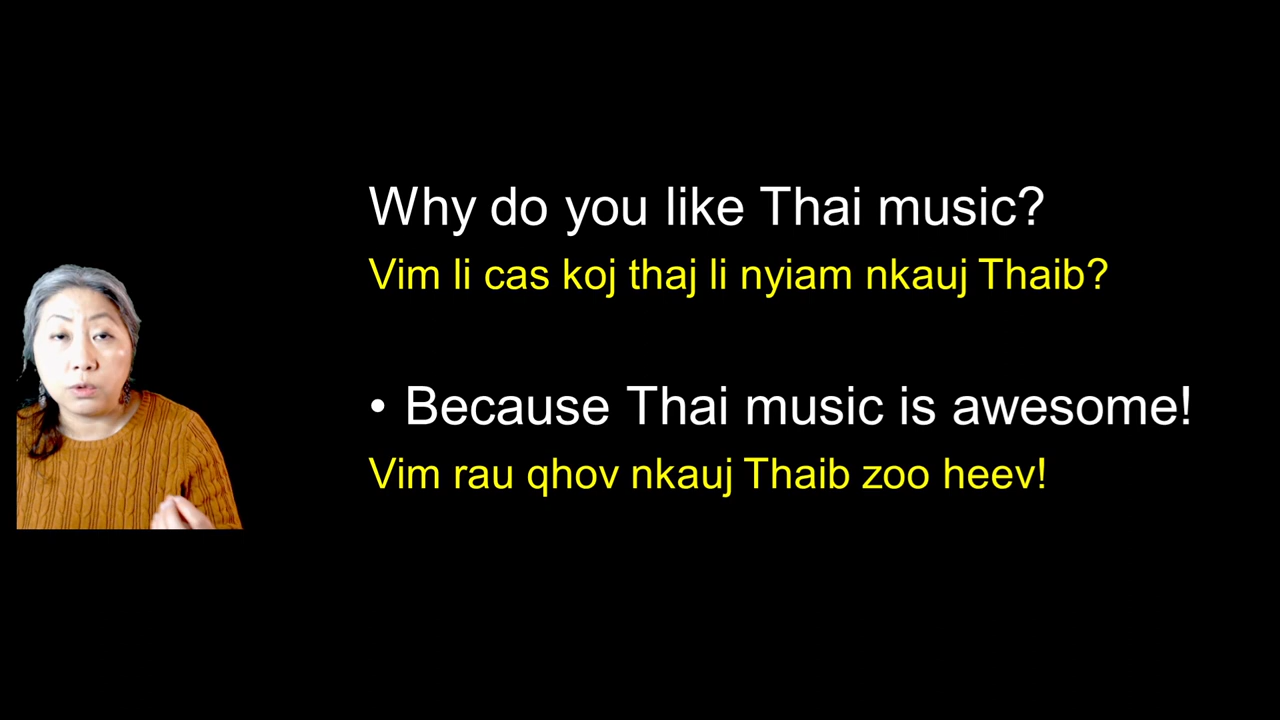 Why do you like Thai music?
Vim li cas koj thaj li nyiam nkauj Thaib?
• Because Thai music is awesome!
Vim rau qhov nkauj Thaib zoo heev!